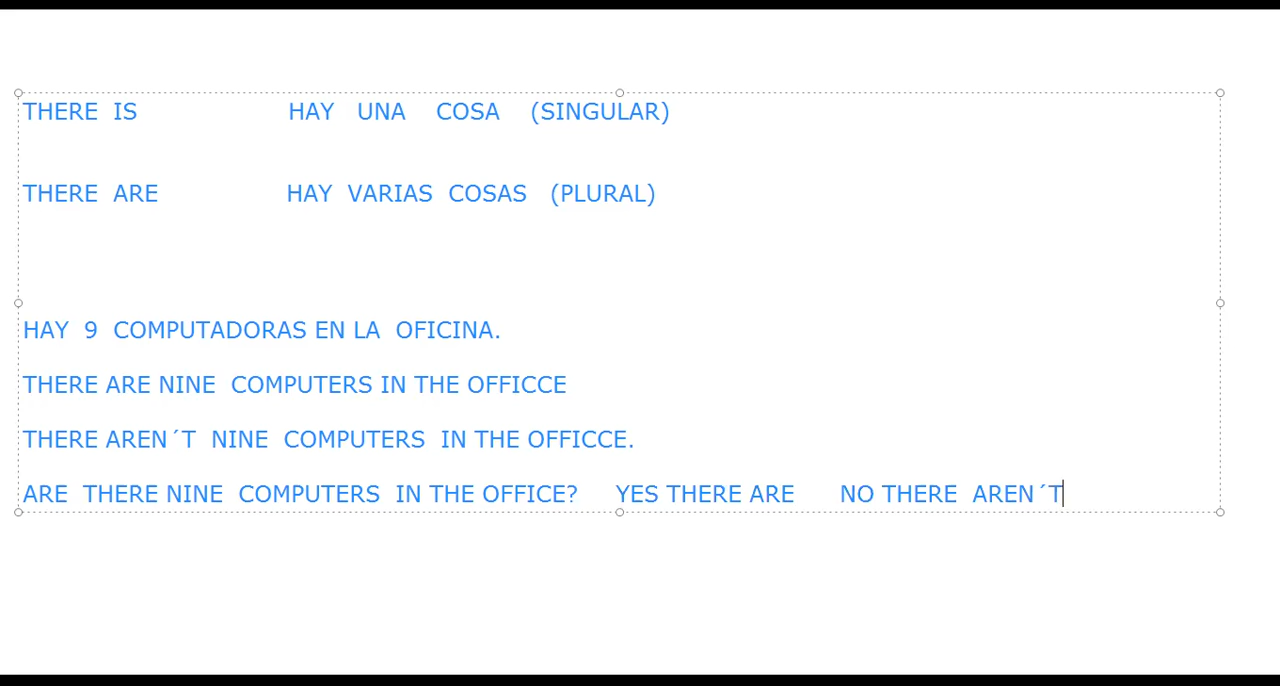 THERE IS HAY UNA COSA (SINGULAR)
THERE ARE HAY VARIAS COSAS (PLURAL)
HAY 9 COMPUTADORAS EN LA OFICINA.
THERE ARE NINE COMPUTERS IN THE OFFICCE
THERE AREN´T NINE COMPUTERS IN THE OFFICCE.
ARE THERE NINE COMPUTERS IN THE OFFICE? YES THERE ARE NO THERE AREN´T